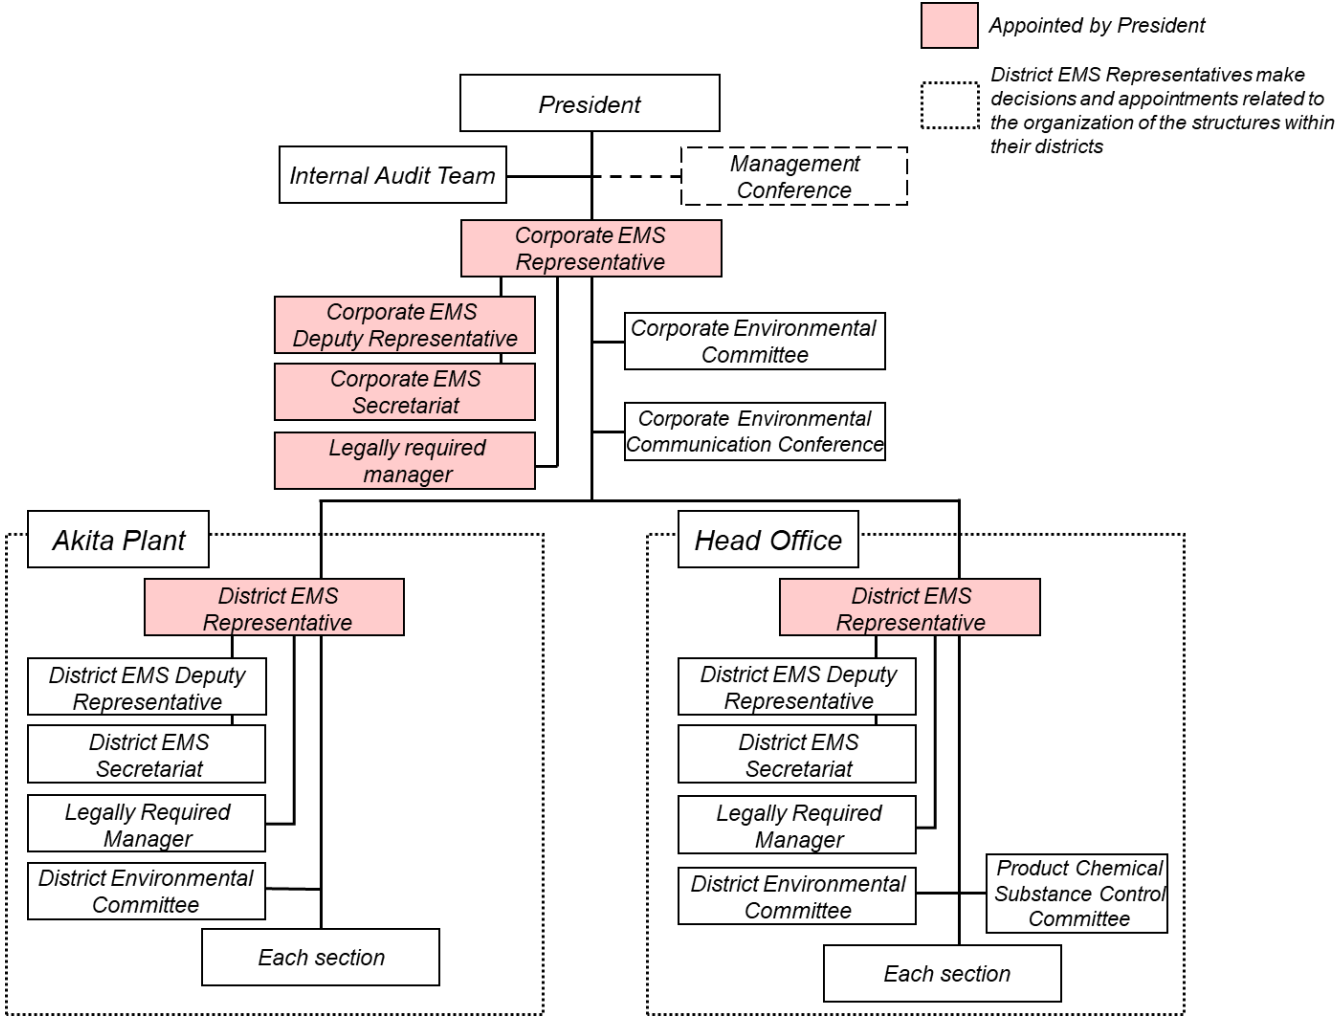 Appointed by President
District EMS Representatives make
decisions and appointments related to
the organization of the structures within
their districts
President
Internal Audit Team
Management
Conference
Corporate EMS
Representative
Corporate EMS
Deputy Representative
Corporate EMS
Secretariat
Legally required
manager
Corporate Environmental
Committee
Corporate Environmental
Communication Conference
Akita Plant
District EMS
Representative
District EMS Deputy
Representative
District EMS
Secretariat
Legally Required
Manager
District Environmental
Committee
Each section
Head Office
District EMS
Representative
District EMS Deputy
Representative
District EMS
Secretariat
Legally Required
Manager
District Environmental
Committee
Product Chemical
Substance Control
Committee
Each section